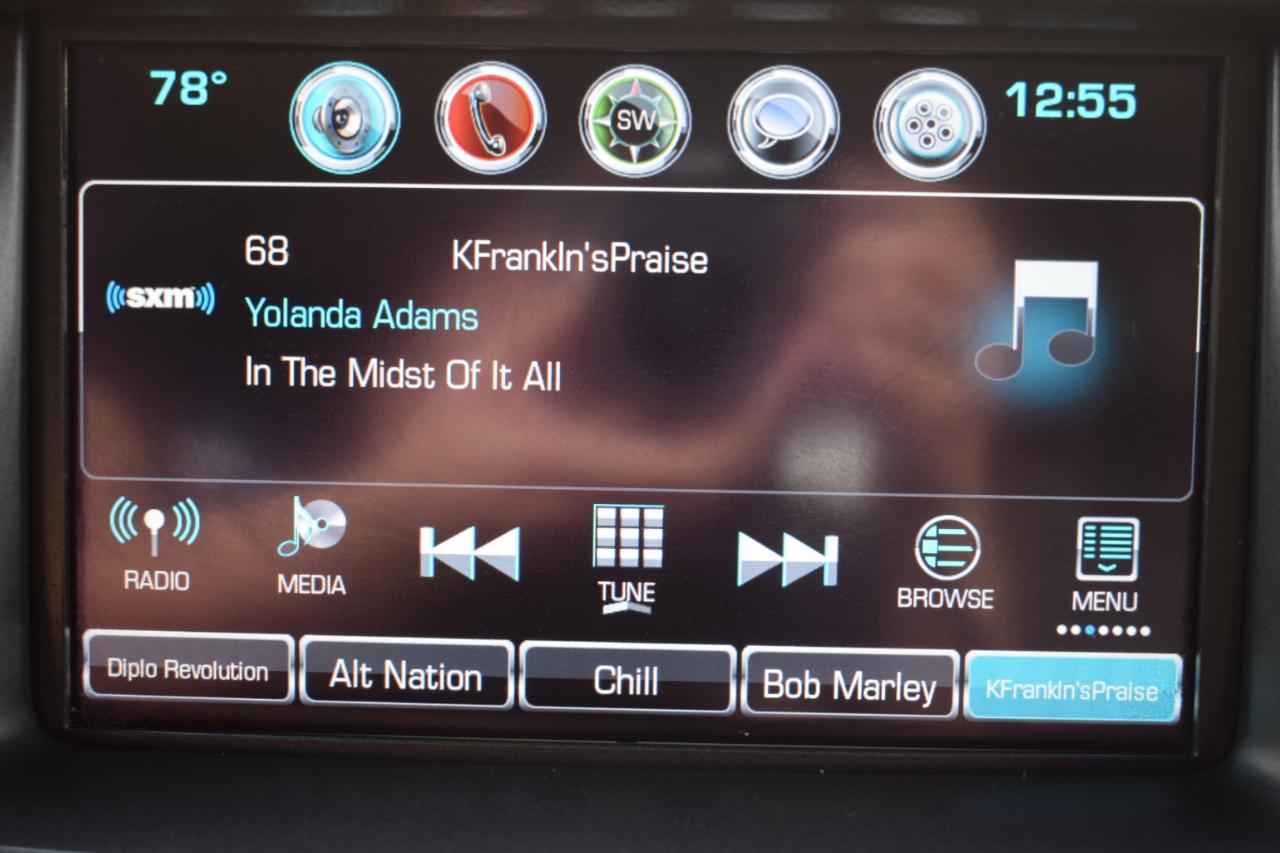 78°
SW
12:55
68 KFrankln'sPraise
sxm
Yolanda Adams
In The Midst Of It All
RADIO
MEDIA
TUNE
BROWSE
MENU
Diplo Revolution
Alt Nation
Chill
Bob Marley
KFrankln'sPraise